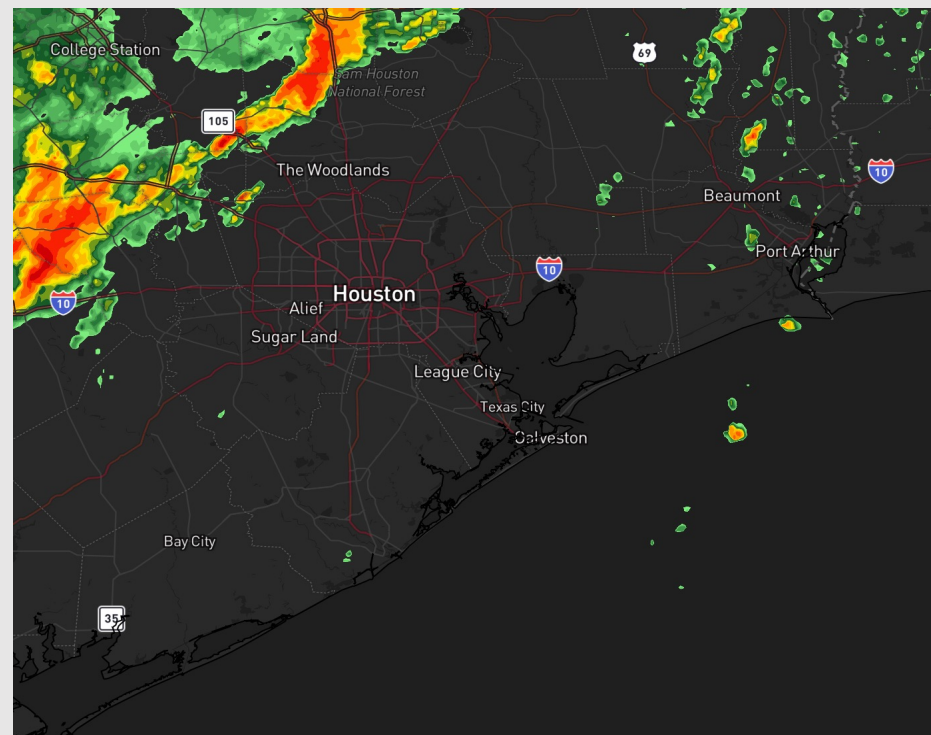 College Station
69
Sam Houston
National Forest
105
The Woodlands
10
Beaumont
Port Arthur
10
10
Houston
Alief
Sugar Land
League City
Texas City
Galveston
Bay City
35